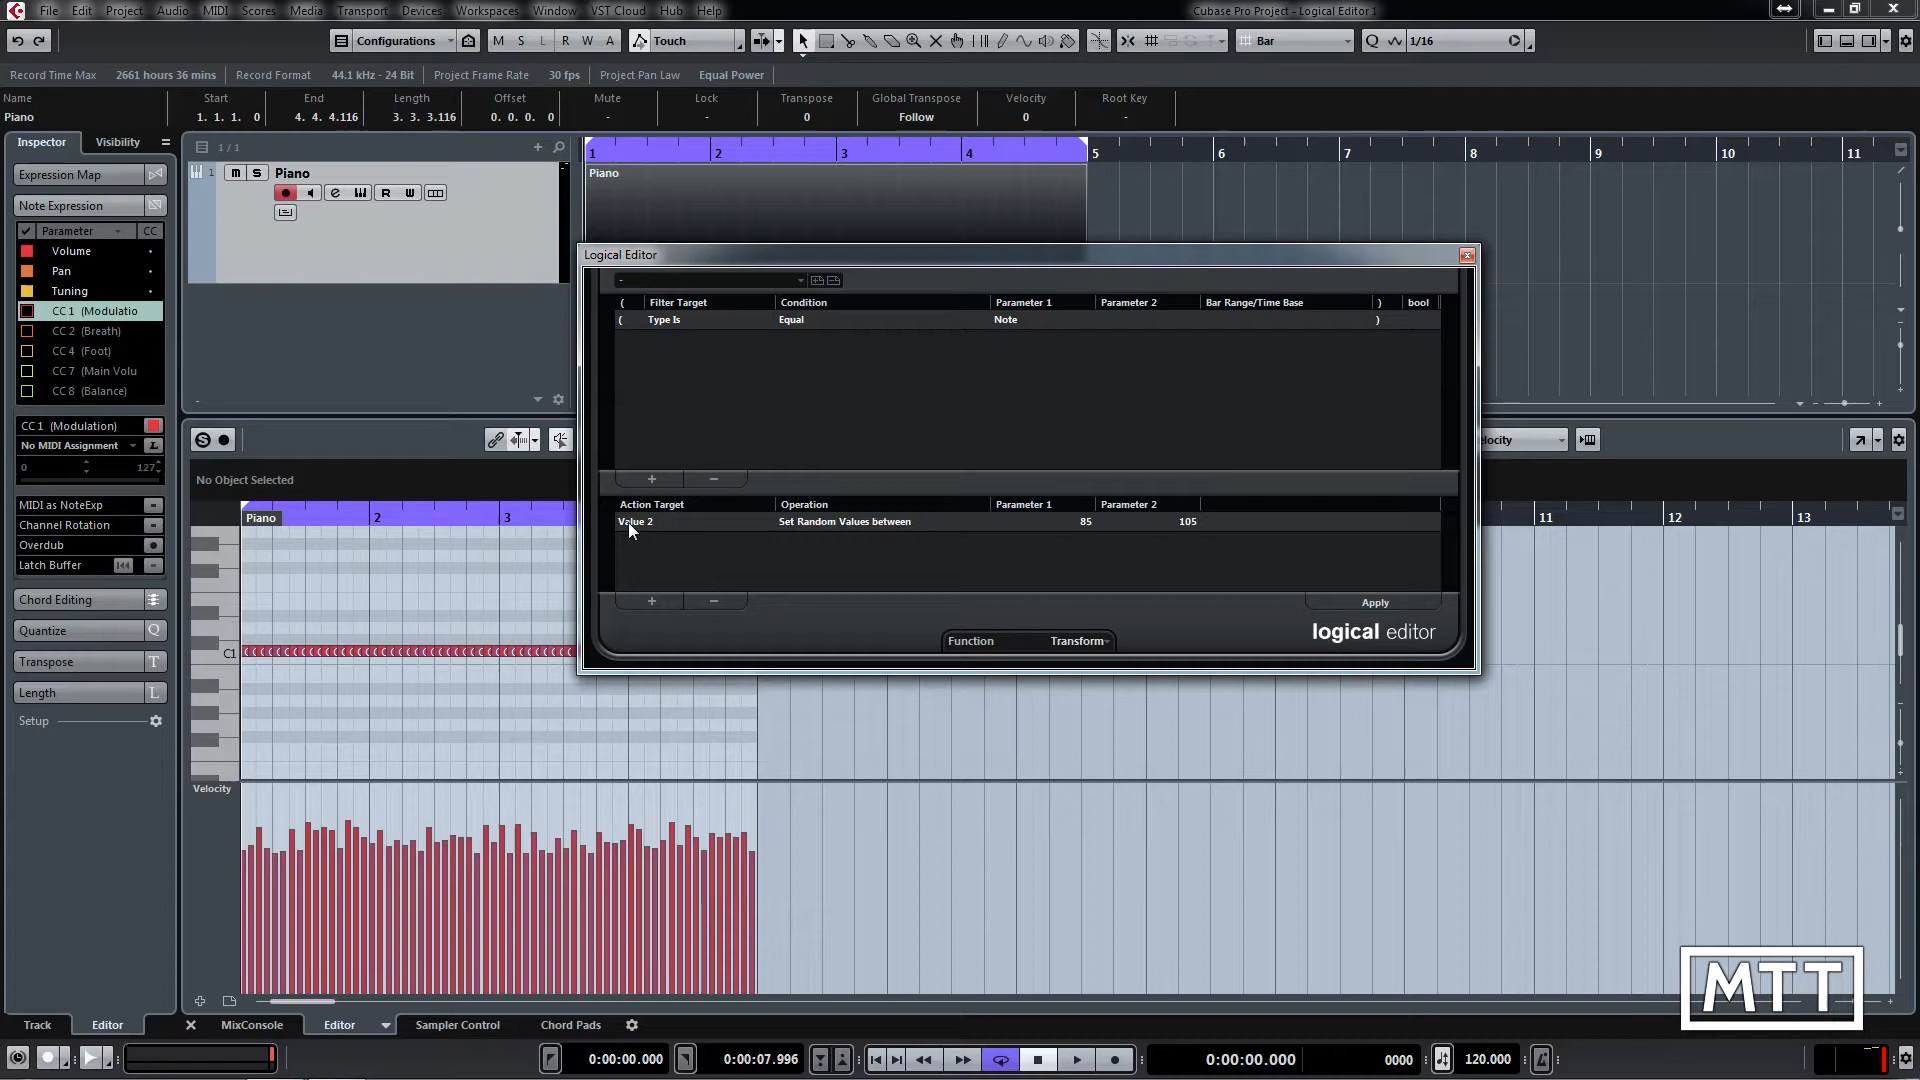 File Edit Project Audio MIDI Scores Media Transport Devices Workspaces Window VST Cloud Hub Help
Cubase Pro Project - Logical Editor 1
Configurations M S L R W A Touch Bar Q 1/16
Record Time Max 2661 hours 36 mins Record Format 44.1 kHz - 24 Bit Project Frame Rate 30 fps Project Pan Law Equal Power
Name Start End Length Offset Mute Lock Transpose Global Transpose Velocity Root Key
Piano 1. 1. 1. 0 4. 4. 4.116 3. 3. 3.116 0. 0. 0. 0 - - 0 Follow 0 -
Inspector Visibility
1 / 1
1 2 3 4 5 6 7 8 9 10 11
Expression Map
1 m S Piano
Piano
R W
Note Expression
Parameter CC
Volume
Pan
Tuning
CC 1 (Modulatio
CC 2 (Breath)
CC 4 (Foot)
CC 7 (Main Volu
CC 8 (Balance)
CC 1 (Modulation)
No MIDI Assignment L
0 127
MIDI as NoteExp
Channel Rotation
Overdub
Latch Buffer
Chord Editing
Quantize Q
Transpose T
Length L
Setup
Logical Editor
-
( Filter Target Condition Parameter 1 Parameter 2 Bar Range/Time Base ) bool
( Type Is Equal Note )
+ −
Action Target Operation Parameter 1 Parameter 2
Value 2 Set Random Values between 85 105
+ −
Apply
logical editor
Function Transform
S
elocity
No Object Selected
Piano 2 3 11 12 13
C1
Velocity
MTT
Track Editor MixConsole Editor Sampler Control Chord Pads
0:00:00.000 0:00:07.996 0:00:00.000 0000 120.000